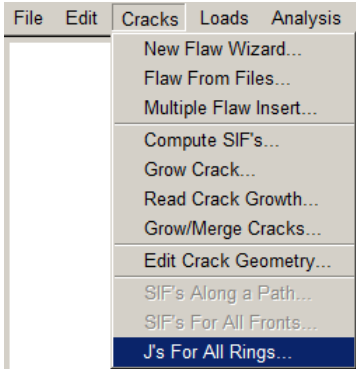 File Edit Cracks Loads Analysis
New Flaw Wizard...
Flaw From Files...
Multiple Flaw Insert...
Compute SIF's...
Grow Crack...
Read Crack Growth...
Grow/Merge Cracks...
Edit Crack Geometry...
SIF's Along a Path...
SIF's For All Fronts...
J's For All Rings...